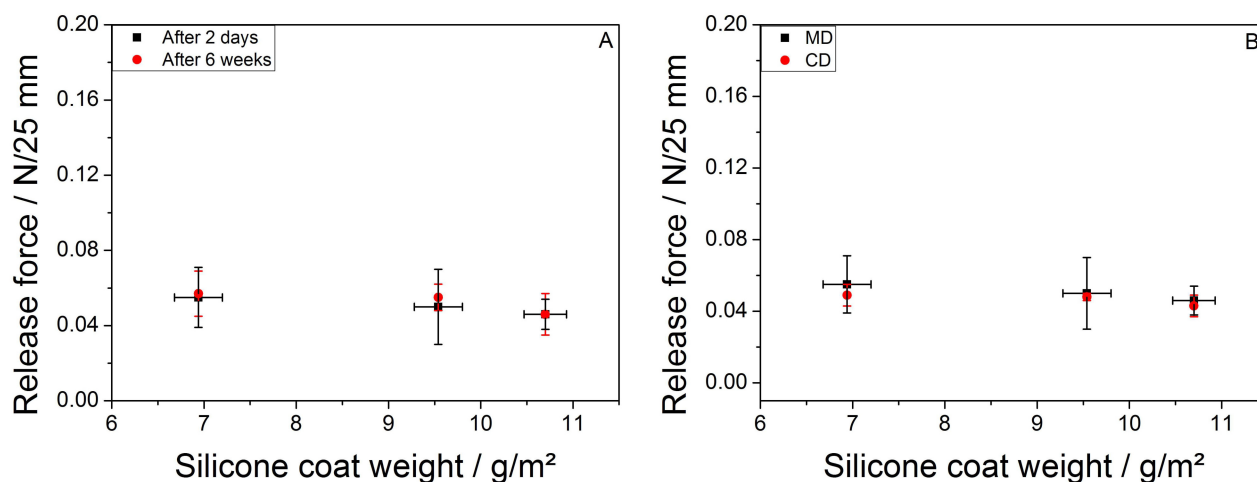 After 2 days
After 6 weeks
A
0.20
0.16
0.12
0.08
0.04
0.00
Release force / N/25 mm
6 7 8 9 10 11
Silicone coat weight / g/m²
MD
CD
B
0.20
0.16
0.12
0.08
0.04
0.00
Release force / N/25 mm
6 7 8 9 10 11
Silicone coat weight / g/m²